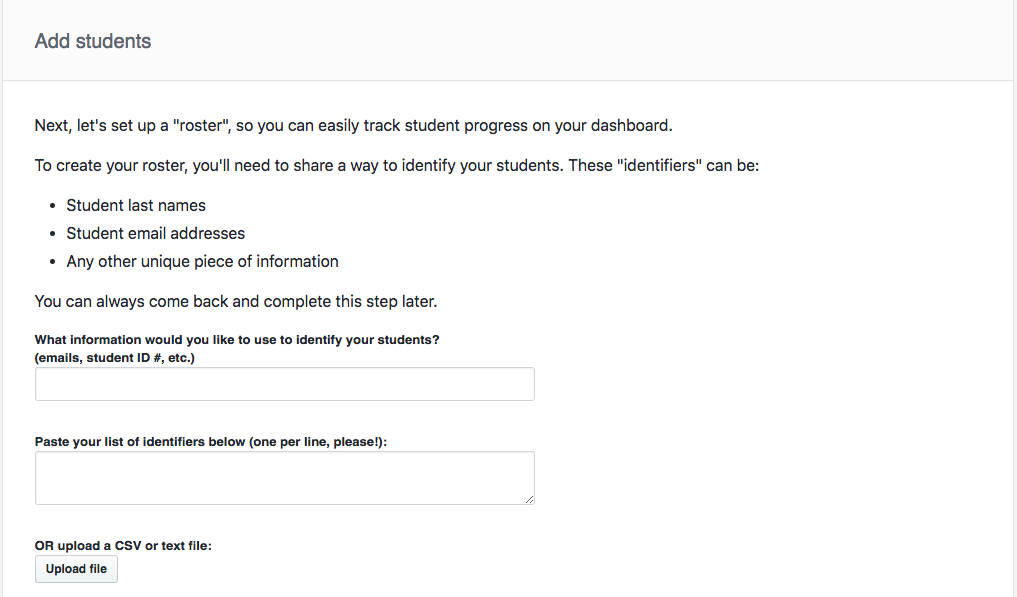 Add students
Next, let's set up a "roster", so you can easily track student progress on your dashboard.
To create your roster, you'll need to share a way to identify your students. These "identifiers" can be:
• Student last names
• Student email addresses
• Any other unique piece of information
You can always come back and complete this step later.
What information would you like to use to identify your students?
(emails, student ID #, etc.)
Paste your list of identifiers below (one per line, please!):
OR upload a CSV or text file:
Upload file